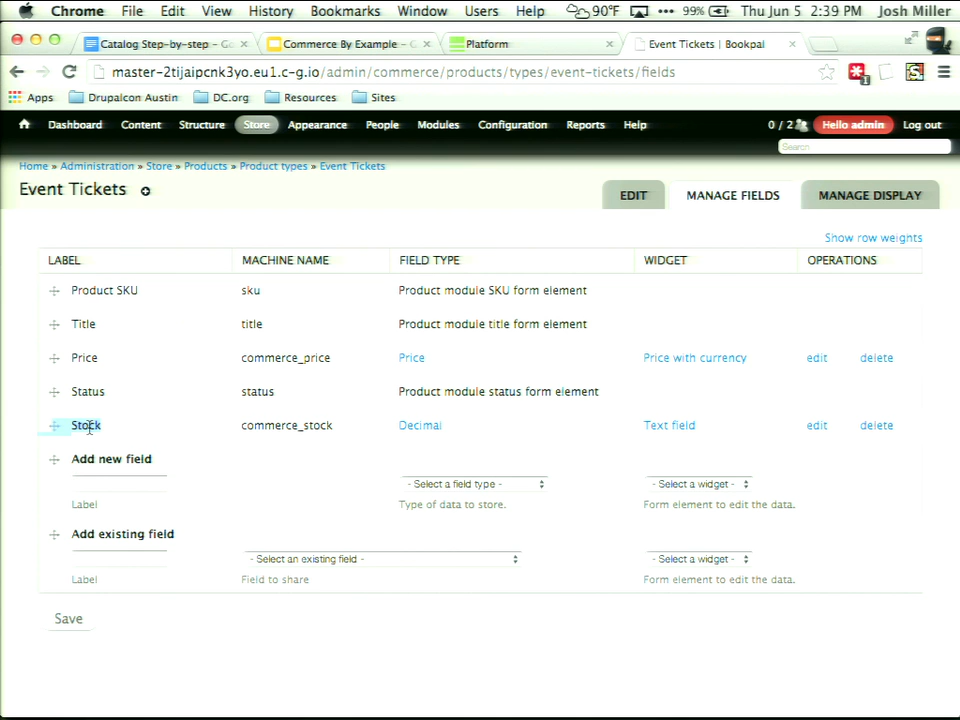 Chrome File Edit View History Bookmarks Window Users Help 90°F 99% Thu Jun 5 2:39 PM Josh Miller
Catalog Step-by-step - Go Commerce By Example - G Platform Event Tickets | Bookpal
master-2tijaipcnk3yo.eu1.c-g.io/admin/commerce/products/types/event-tickets/fields 1 S
Apps Drupalcon Austin DC.org Resources Sites
Dashboard Content Structure Store Appearance People Modules Configuration Reports Help 0 / 2 Hello admin Log out
Search
Home » Administration » Store » Products » Product types » Event Tickets
Event Tickets EDIT MANAGE FIELDS MANAGE DISPLAY
Show row weights
LABEL MACHINE NAME FIELD TYPE WIDGET OPERATIONS
Product SKU sku Product module SKU form element
Title title Product module title form element
Price commerce_price Price Price with currency edit delete
Status status Product module status form element
Stock commerce_stock Decimal Text field edit delete
Add new field
- Select a field type - - Select a widget -
Label Type of data to store. Form element to edit the data.
Add existing field
- Select an existing field - - Select a widget -
Label Field to share Form element to edit the data.
Save